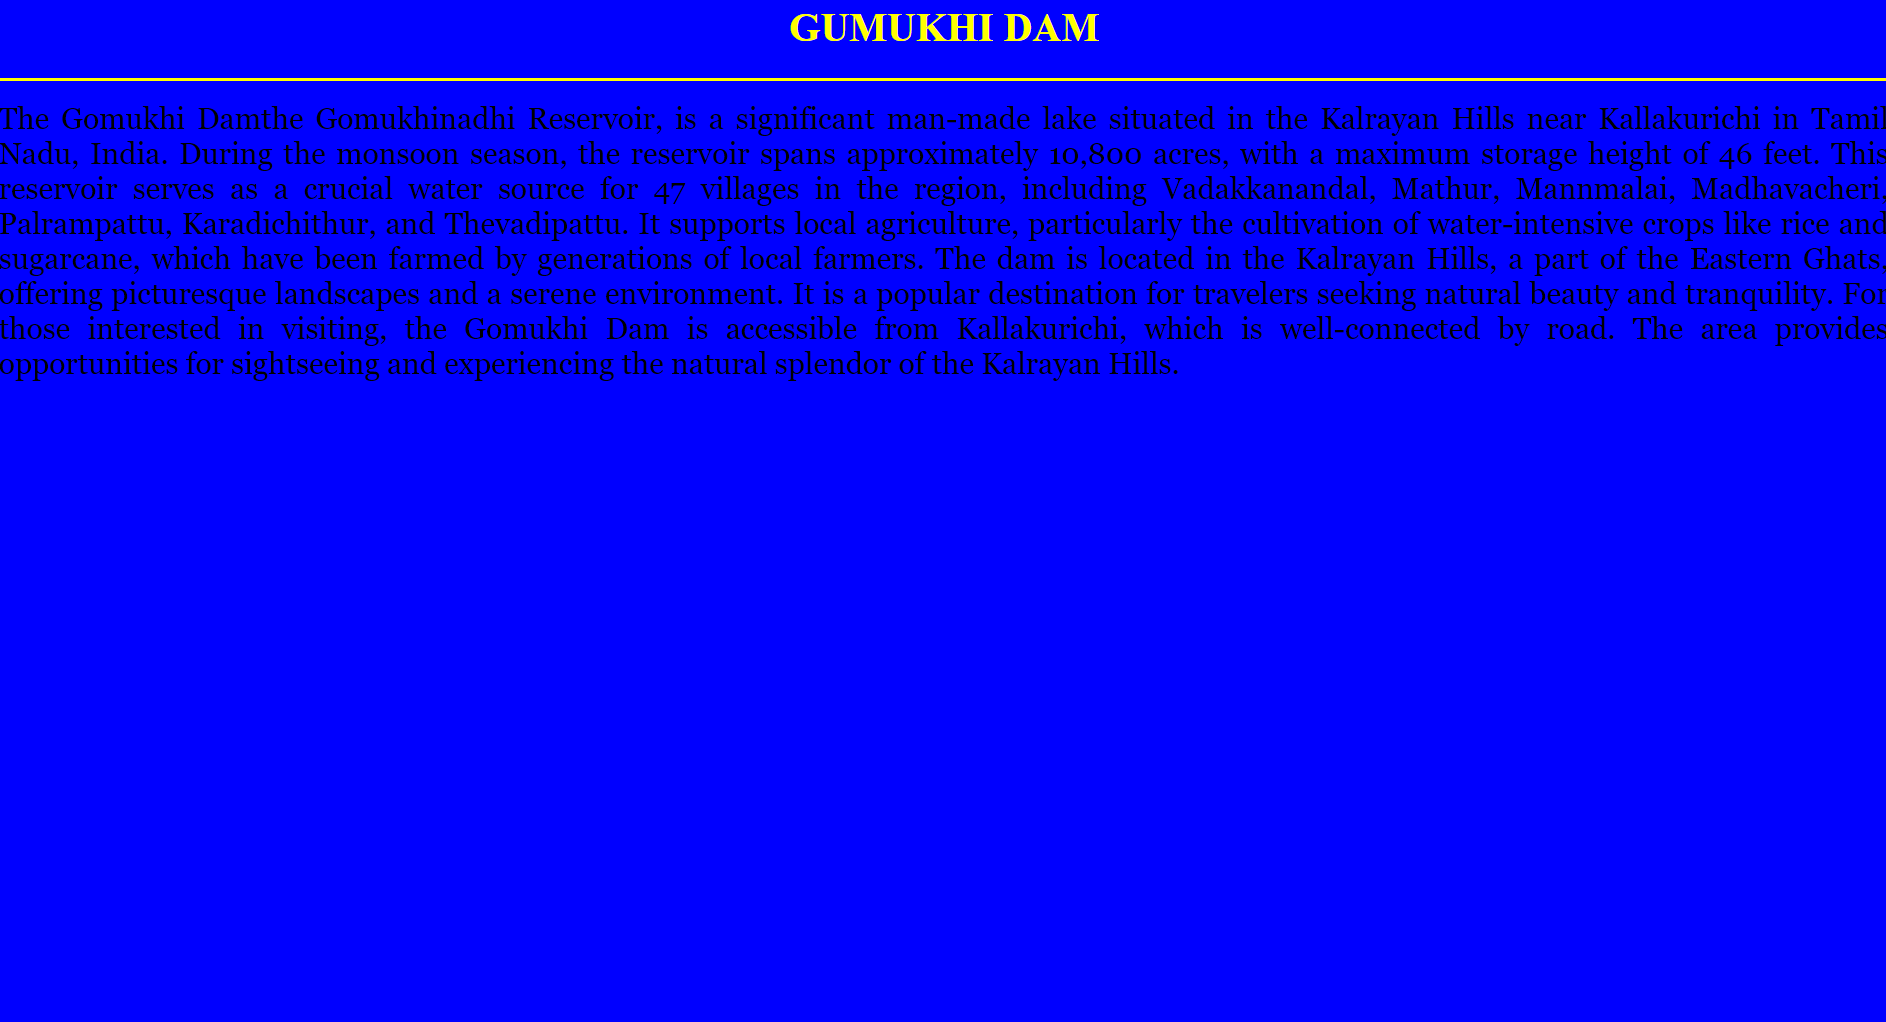 GUMUKHI DAM
The Gomukhi Damthe Gomukhinadhi Reservoir, is a significant man-made lake situated in the Kalrayan Hills near Kallakurichi in Tamil
Nadu, India. During the monsoon season, the reservoir spans approximately 10,800 acres, with a maximum storage height of 46 feet. This
reservoir serves as a crucial water source for 47 villages in the region, including Vadakkanandal, Mathur, Mannmalai, Madhavacheri,
Palrampattu, Karadichithur, and Thevadipattu. It supports local agriculture, particularly the cultivation of water-intensive crops like rice and
sugarcane, which have been farmed by generations of local farmers. The dam is located in the Kalrayan Hills, a part of the Eastern Ghats,
offering picturesque landscapes and a serene environment. It is a popular destination for travelers seeking natural beauty and tranquility. For
those interested in visiting, the Gomukhi Dam is accessible from Kallakurichi, which is well-connected by road. The area provides
opportunities for sightseeing and experiencing the natural splendor of the Kalrayan Hills.